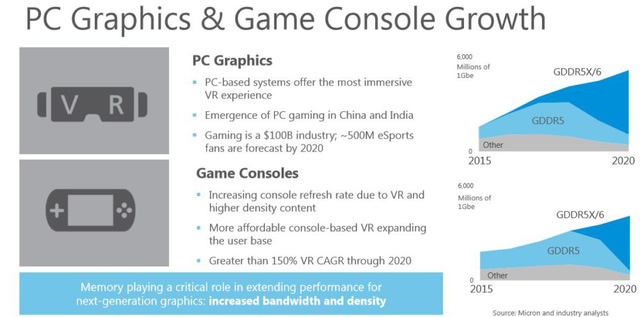 PC Graphics & Game Console Growth
V R
PC Graphics
PC-based systems offer the most immersive
VR experience
Emergence of PC gaming in China and India
Gaming is a $100B industry; ~500M eSports
fans are forecast by 2020
Game Consoles
Increasing console refresh rate due to VR and
higher density content
More affordable console-based VR expanding
the user base
Greater than 150% VR CAGR through 2020
Memory playing a critical role in extending performance for
next-generation graphics: increased bandwidth and density
6,000
Millions of
1Gbe
GDDR5X/6
GDDR5
Other
0
2015 2020
6,000
Millions of
1Gbe
GDDR5X/6
GDDR5
Other
0
2015 2020
Source: Micron and industry analysts